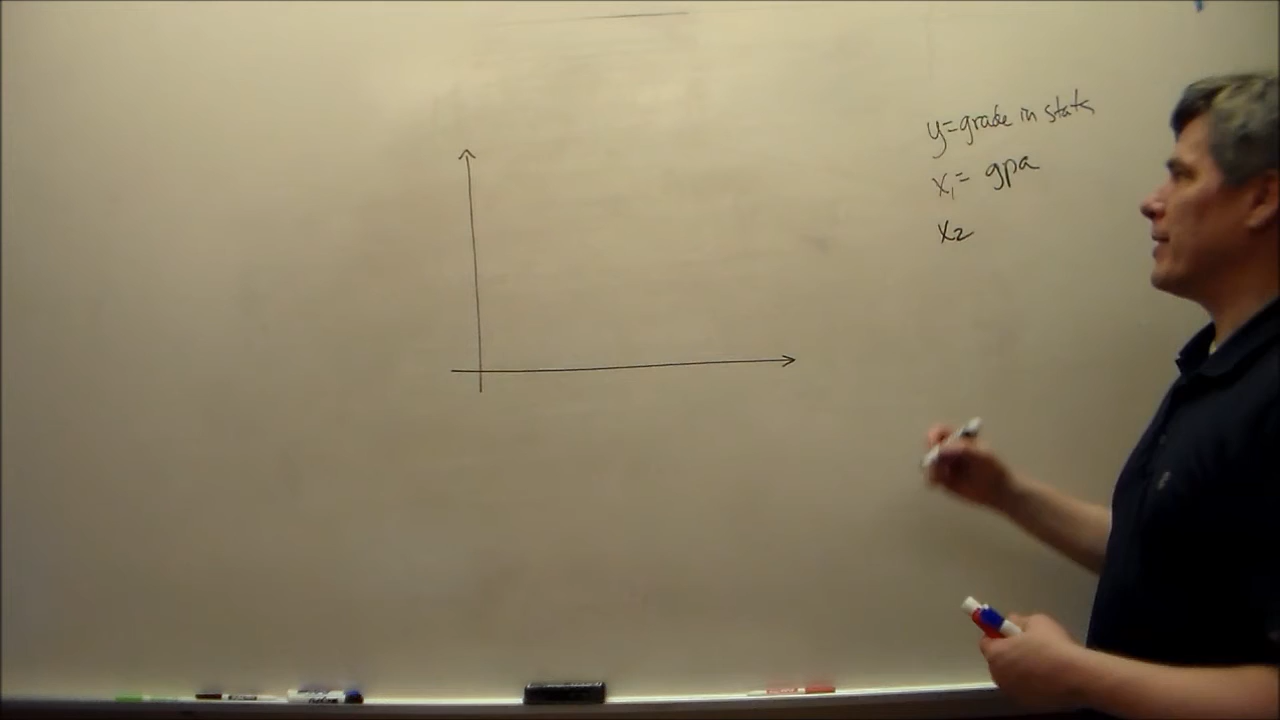 y=grade in stats
x₁= gpa
x₂